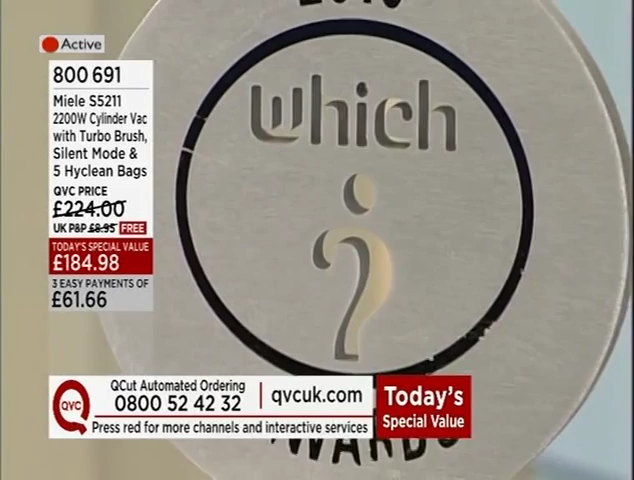 Active
800 691
Miele S5211
2200W Cylinder Vac
with Turbo Brush,
Silent Mode &
5 Hyclean Bags
QVC PRICE
£224.00
UK P&P £8.95 FREE
TODAY'S SPECIAL VALUE
£184.98
3 EASY PAYMENTS OF
£61.66
which
?
QVC
QCut Automated Ordering
0800 52 42 32
qvcuk.com
Press red for more channels and interactive services
Today's
Special Value
AWARDS